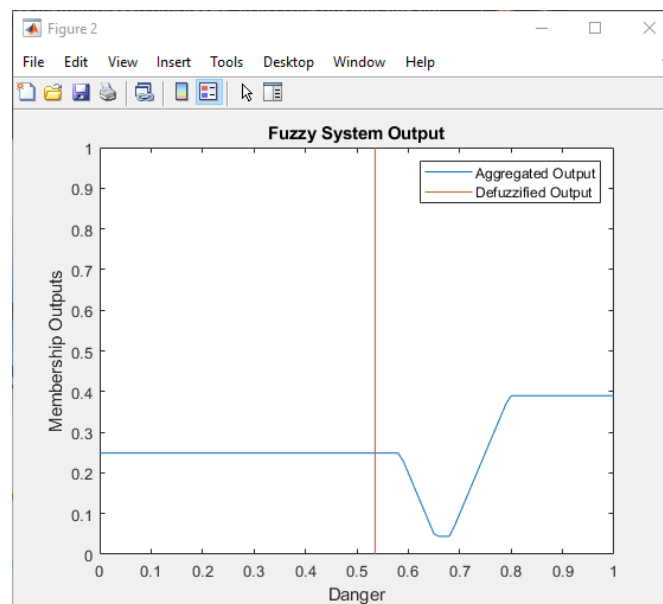 Figure 2
File Edit View Insert Tools Desktop Window Help
Fuzzy System Output
Aggregated Output
Defuzzified Output
Membership Outputs
1
0.9
0.8
0.7
0.6
0.5
0.4
0.3
0.2
0.1
0
0 0.1 0.2 0.3 0.4 0.5 0.6 0.7 0.8 0.9 1
Danger